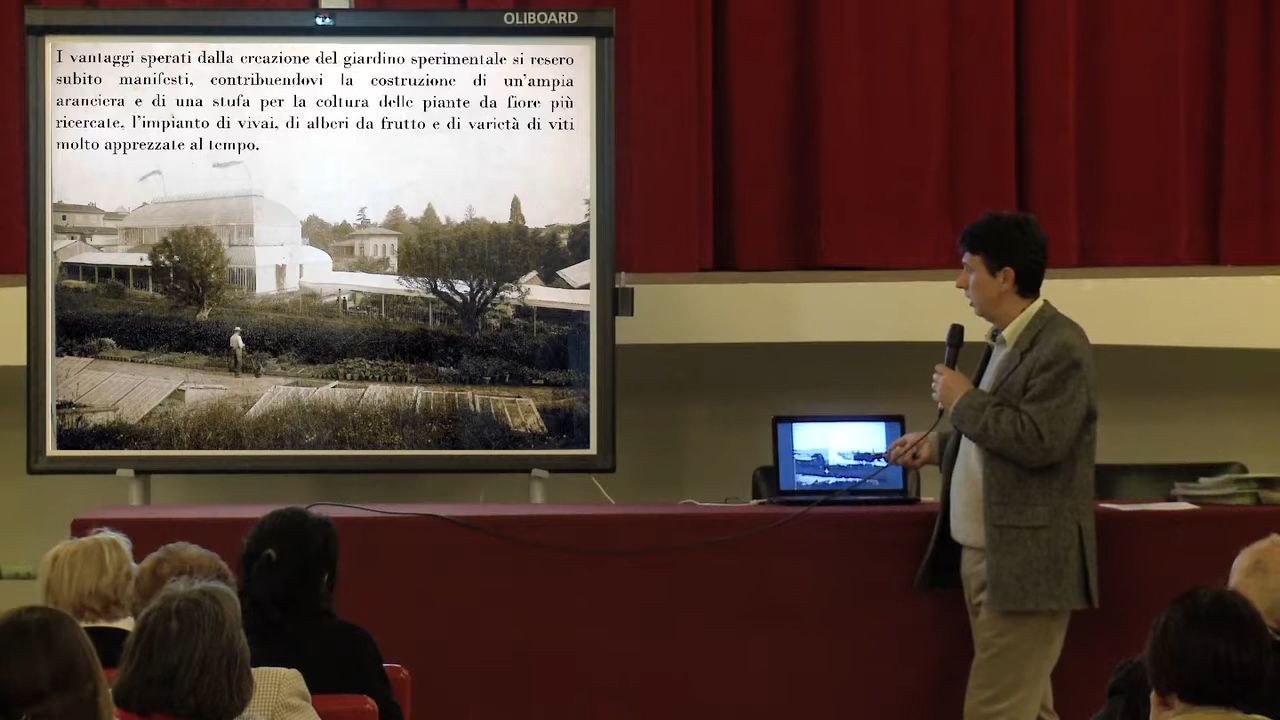 OLIBOARD
I vantaggi sperati dalla creazione del giardino sperimentale si resero
subito manifesti, contribuendovi la costruzione di un'ampia
aranciera e di una stufa per la coltura delle piante da fiore più
ricercate, l'impianto di vivai, di alberi da frutto e di varietà di viti
molto apprezzate al tempo.